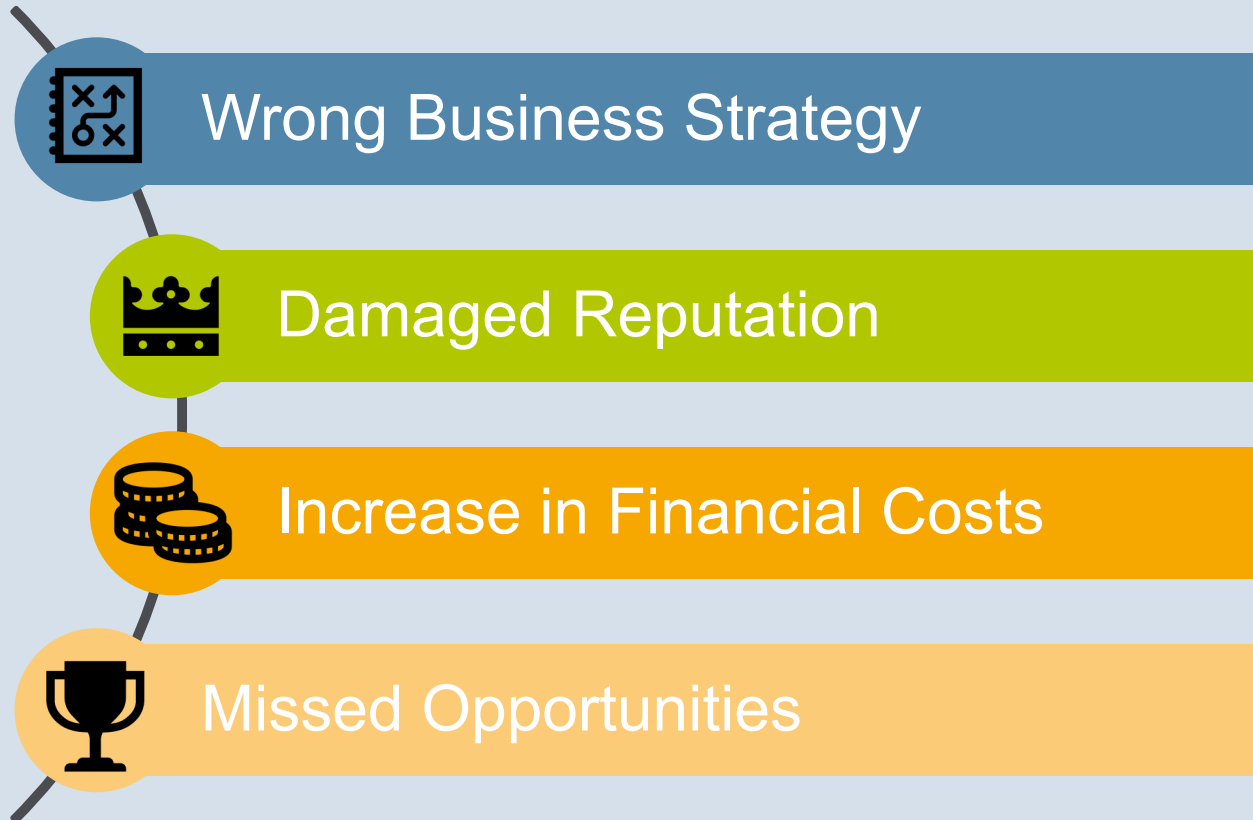 Wrong Business Strategy
Damaged Reputation
Increase in Financial Costs
Missed Opportunities